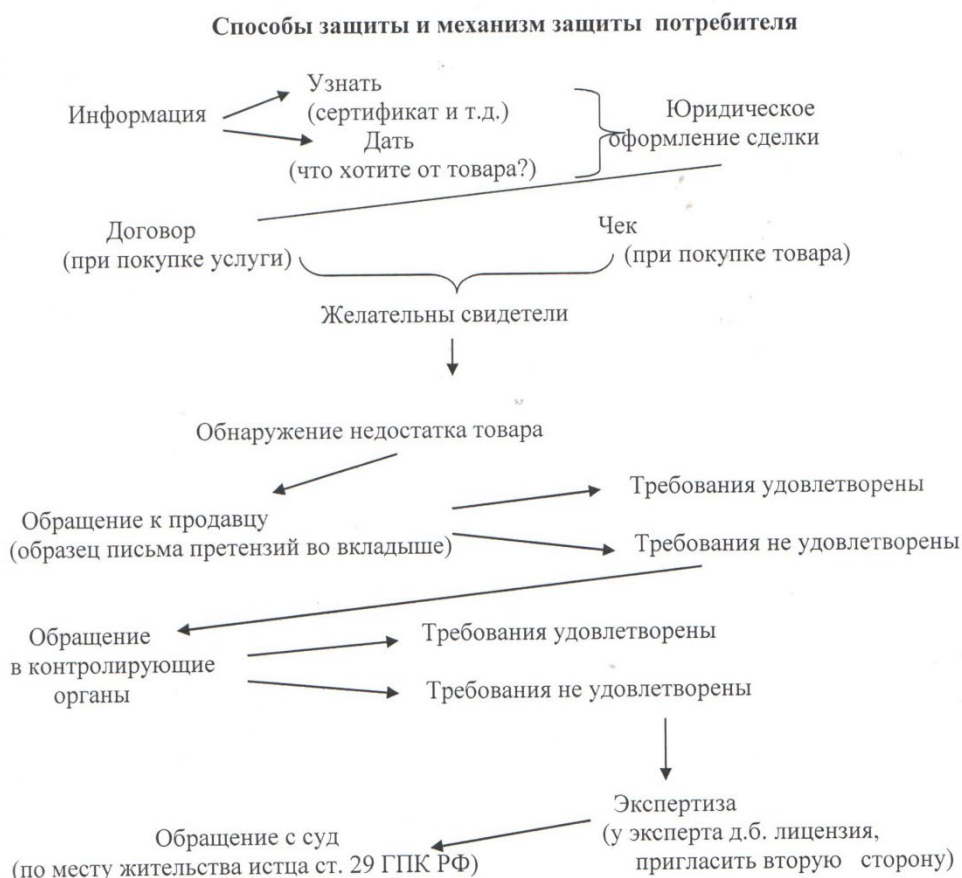 Способы защиты и механизм защиты потребителя
Узнать
Информация
(сертификат и т.д.)
Юридическое
оформление сделки
Дать
(что хотите от товара?)
Договор
(при покупке услуги)
Чек
(при покупке товара)
Желательны свидетели
Обнаружение недостатка товара
Обращение к продавцу
(образец письма претензий во вкладыше)
Требования удовлетворены
Требования не удовлетворены
Обращение
в контролирующие
органы
Требования удовлетворены
Требования не удовлетворены
Экспертиза
(у эксперта д.б. лицензия,
пригласить вторую сторону)
Обращение с суд
(по месту жительства истца ст. 29 ГПК РФ)